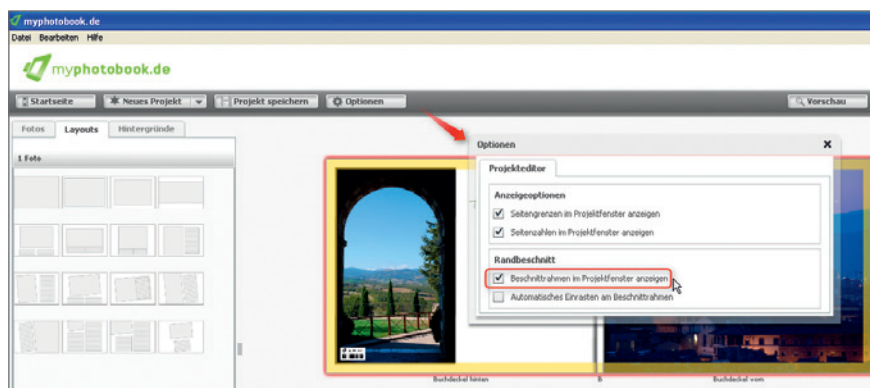 myphotobook.de
Datei Bearbeiten Hilfe
myphotobook.de
Startseite Neues Projekt Projekt speichern Optionen Vorschau
Fotos Layouts Hintergründe
1 Foto
Optionen
Projekteditor
Anzeigeoptionen
Seitengrenzen im Projektfenster anzeigen
Seitenzahlen im Projektfenster anzeigen
Randbeschnitt
Beschnittrahmen im Projektfenster anzeigen
Automatisches Einrasten am Beschnittrahmen
Buchdeckel hinten B Buchdeckel vorn